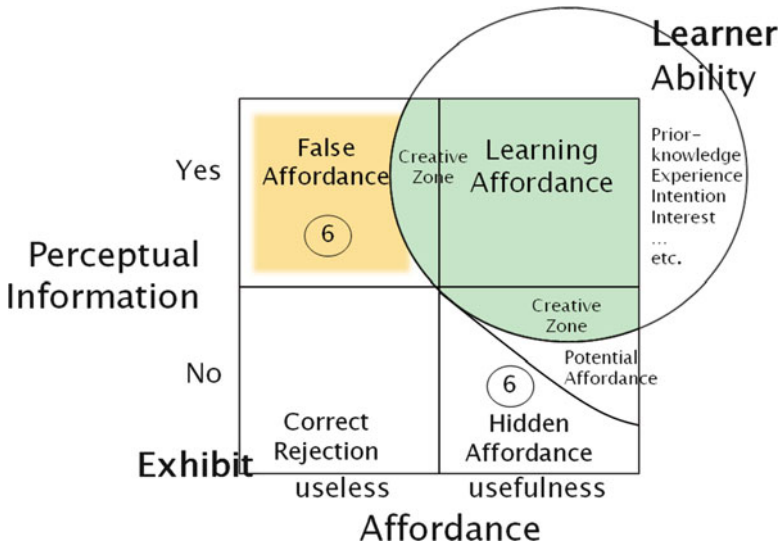 Learner
Ability
Prior-
knowledge
Experience
Intention
Interest
...
etc.
Yes
False
Affordance
6
Creative
Zone
Learning
Affordance
Perceptual
Information
Creative
Zone
Potential
Affordance
No
6
Correct
Rejection
Hidden
Affordance
Exhibit
useless
usefulness
Affordance